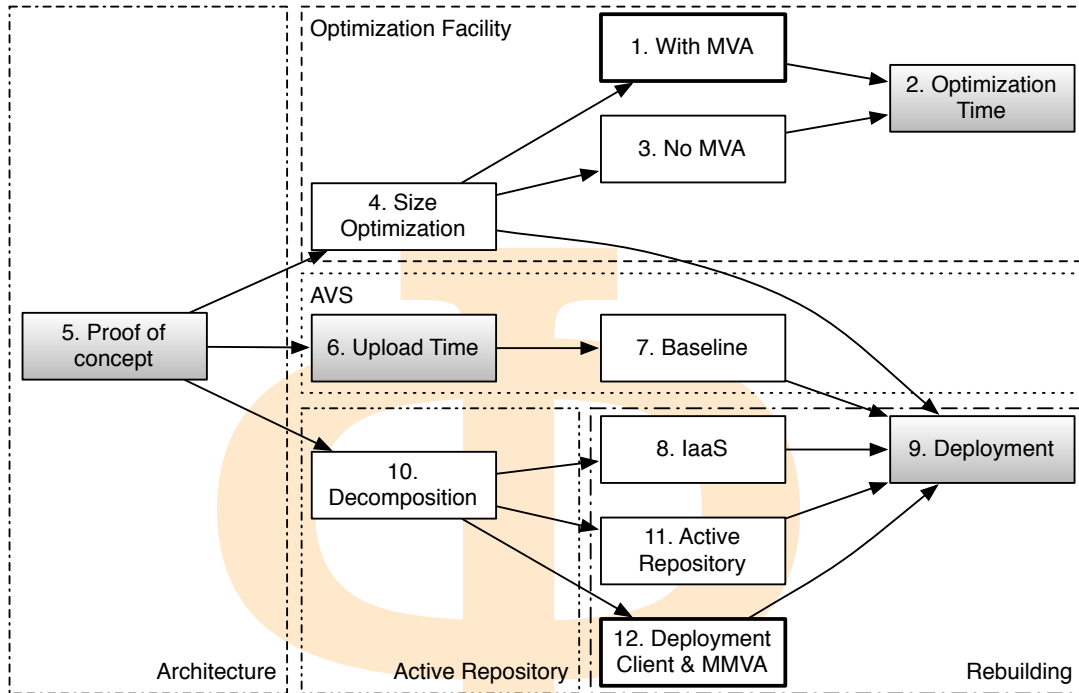 Optimization Facility
1. With MVA
2. Optimization
Time
3. No MVA
4. Size
Optimization
AVS
5. Proof of
concept
6. Upload Time
7. Baseline
8. IaaS
9. Deployment
10.
Decomposition
11. Active
Repository
12. Deployment
Client & MMVA
Architecture
Active Repository
Rebuilding